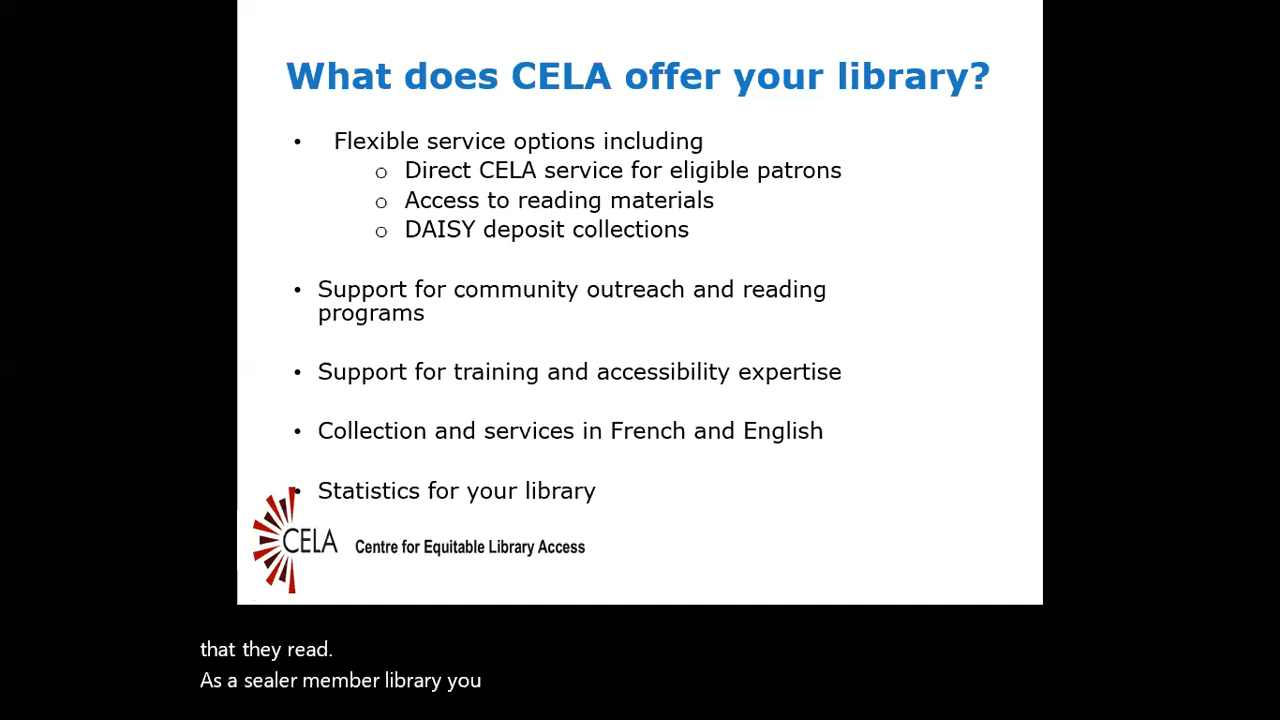 What does CELA offer your library?
• Flexible service options including
o Direct CELA service for eligible patrons
o Access to reading materials
o DAISY deposit collections
• Support for community outreach and reading
programs
• Support for training and accessibility expertise
• Collection and services in French and English
• Statistics for your library
CELA Centre for Equitable Library Access
that they read.
As a sealer member library you